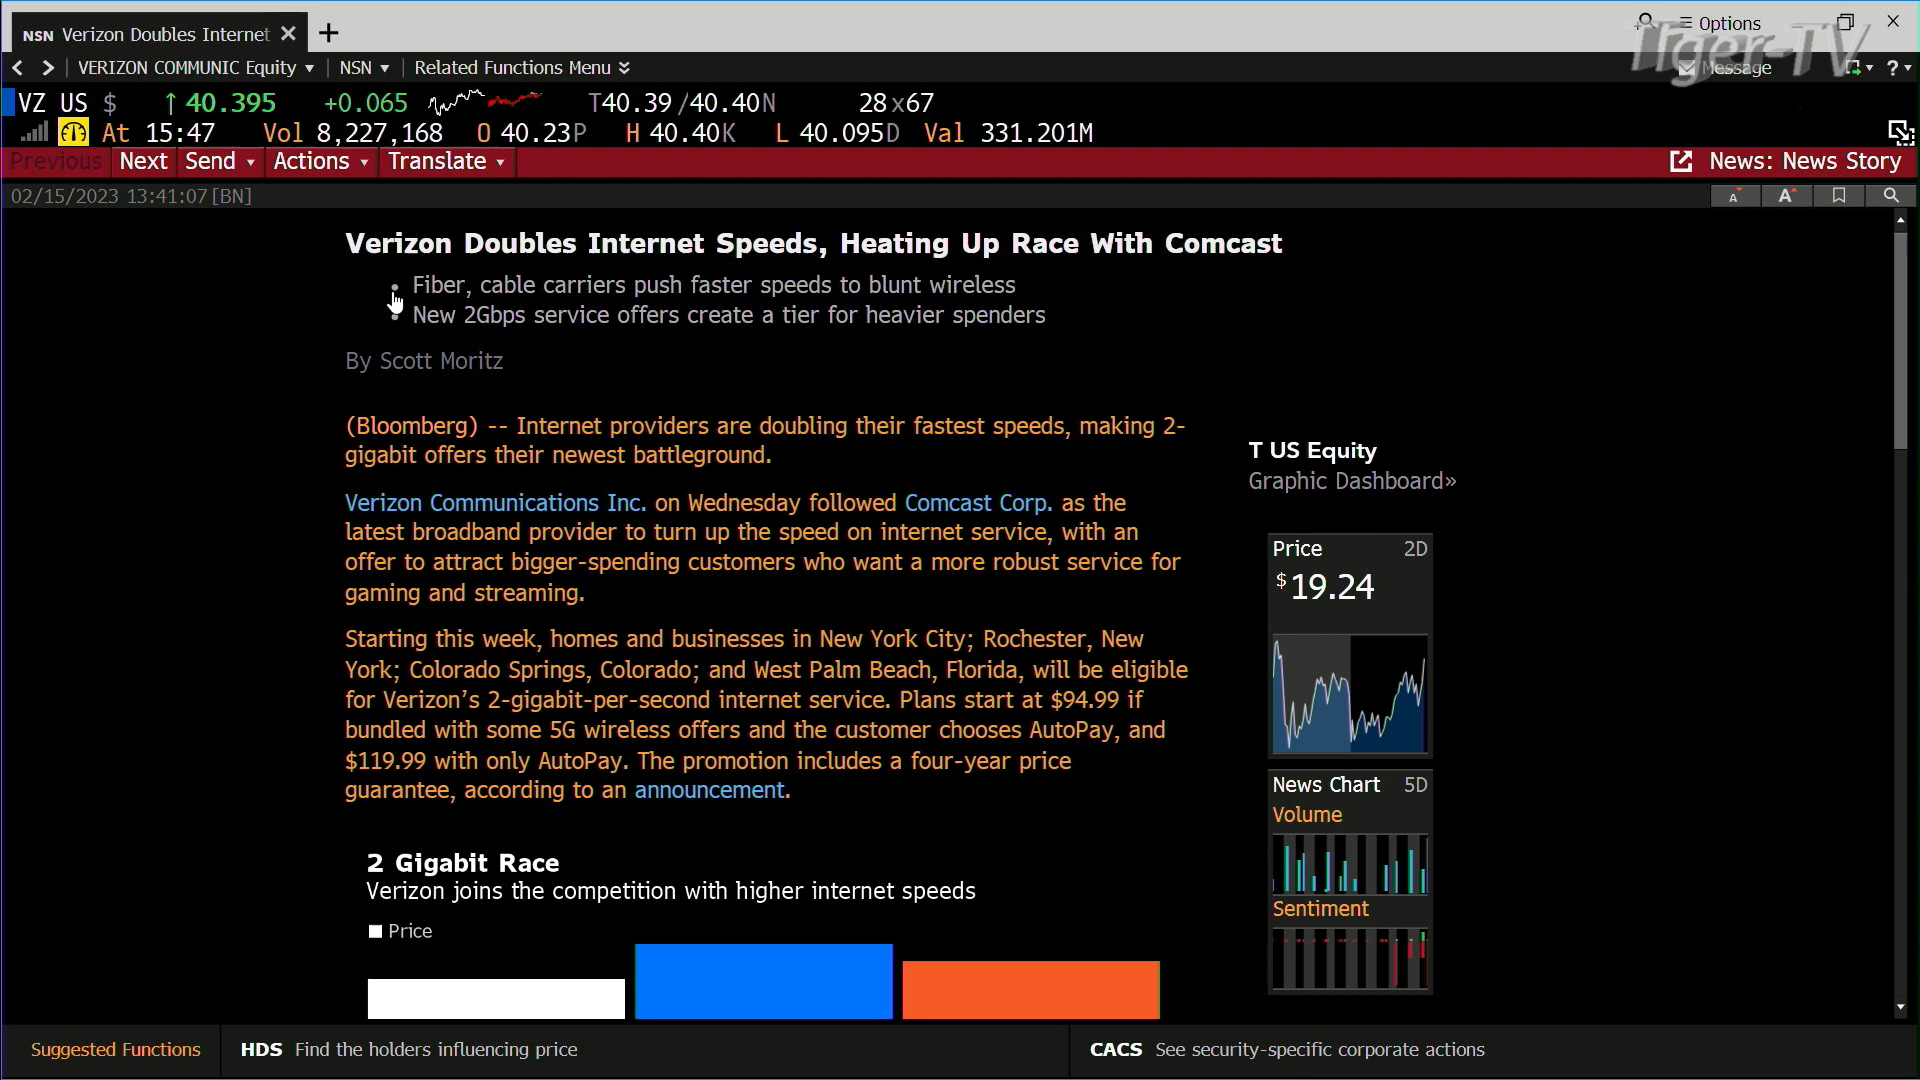 NSN Verizon Doubles Internet
Options
VERIZON COMMUNIC Equity
NSN
Related Functions Menu
Tiger-TV
Message
?
VZ US $ ↑ 40.395 +0.065 T40.39/40.40N 28x67
At 15:47 Vol 8,227,168 O 40.23P H 40.40K L 40.095D Val 331.201M
Previous Next Send Actions Translate News: News Story
02/15/2023 13:41:07[BN]
A A
Verizon Doubles Internet Speeds, Heating Up Race With Comcast
• Fiber, cable carriers push faster speeds to blunt wireless
• New 2Gbps service offers create a tier for heavier spenders
By Scott Moritz
(Bloomberg) -- Internet providers are doubling their fastest speeds, making 2-
gigabit offers their newest battleground.
Verizon Communications Inc. on Wednesday followed Comcast Corp. as the
latest broadband provider to turn up the speed on internet service, with an
offer to attract bigger-spending customers who want a more robust service for
gaming and streaming.
Starting this week, homes and businesses in New York City; Rochester, New
York; Colorado Springs, Colorado; and West Palm Beach, Florida, will be eligible
for Verizon's 2-gigabit-per-second internet service. Plans start at $94.99 if
bundled with some 5G wireless offers and the customer chooses AutoPay, and
$119.99 with only AutoPay. The promotion includes a four-year price
guarantee, according to an announcement.
2 Gigabit Race
Verizon joins the competition with higher internet speeds
Price
T US Equity
Graphic Dashboard»
Price 2D
$19.24
News Chart 5D
Volume
Sentiment
Suggested Functions HDS Find the holders influencing price CACS See security-specific corporate actions